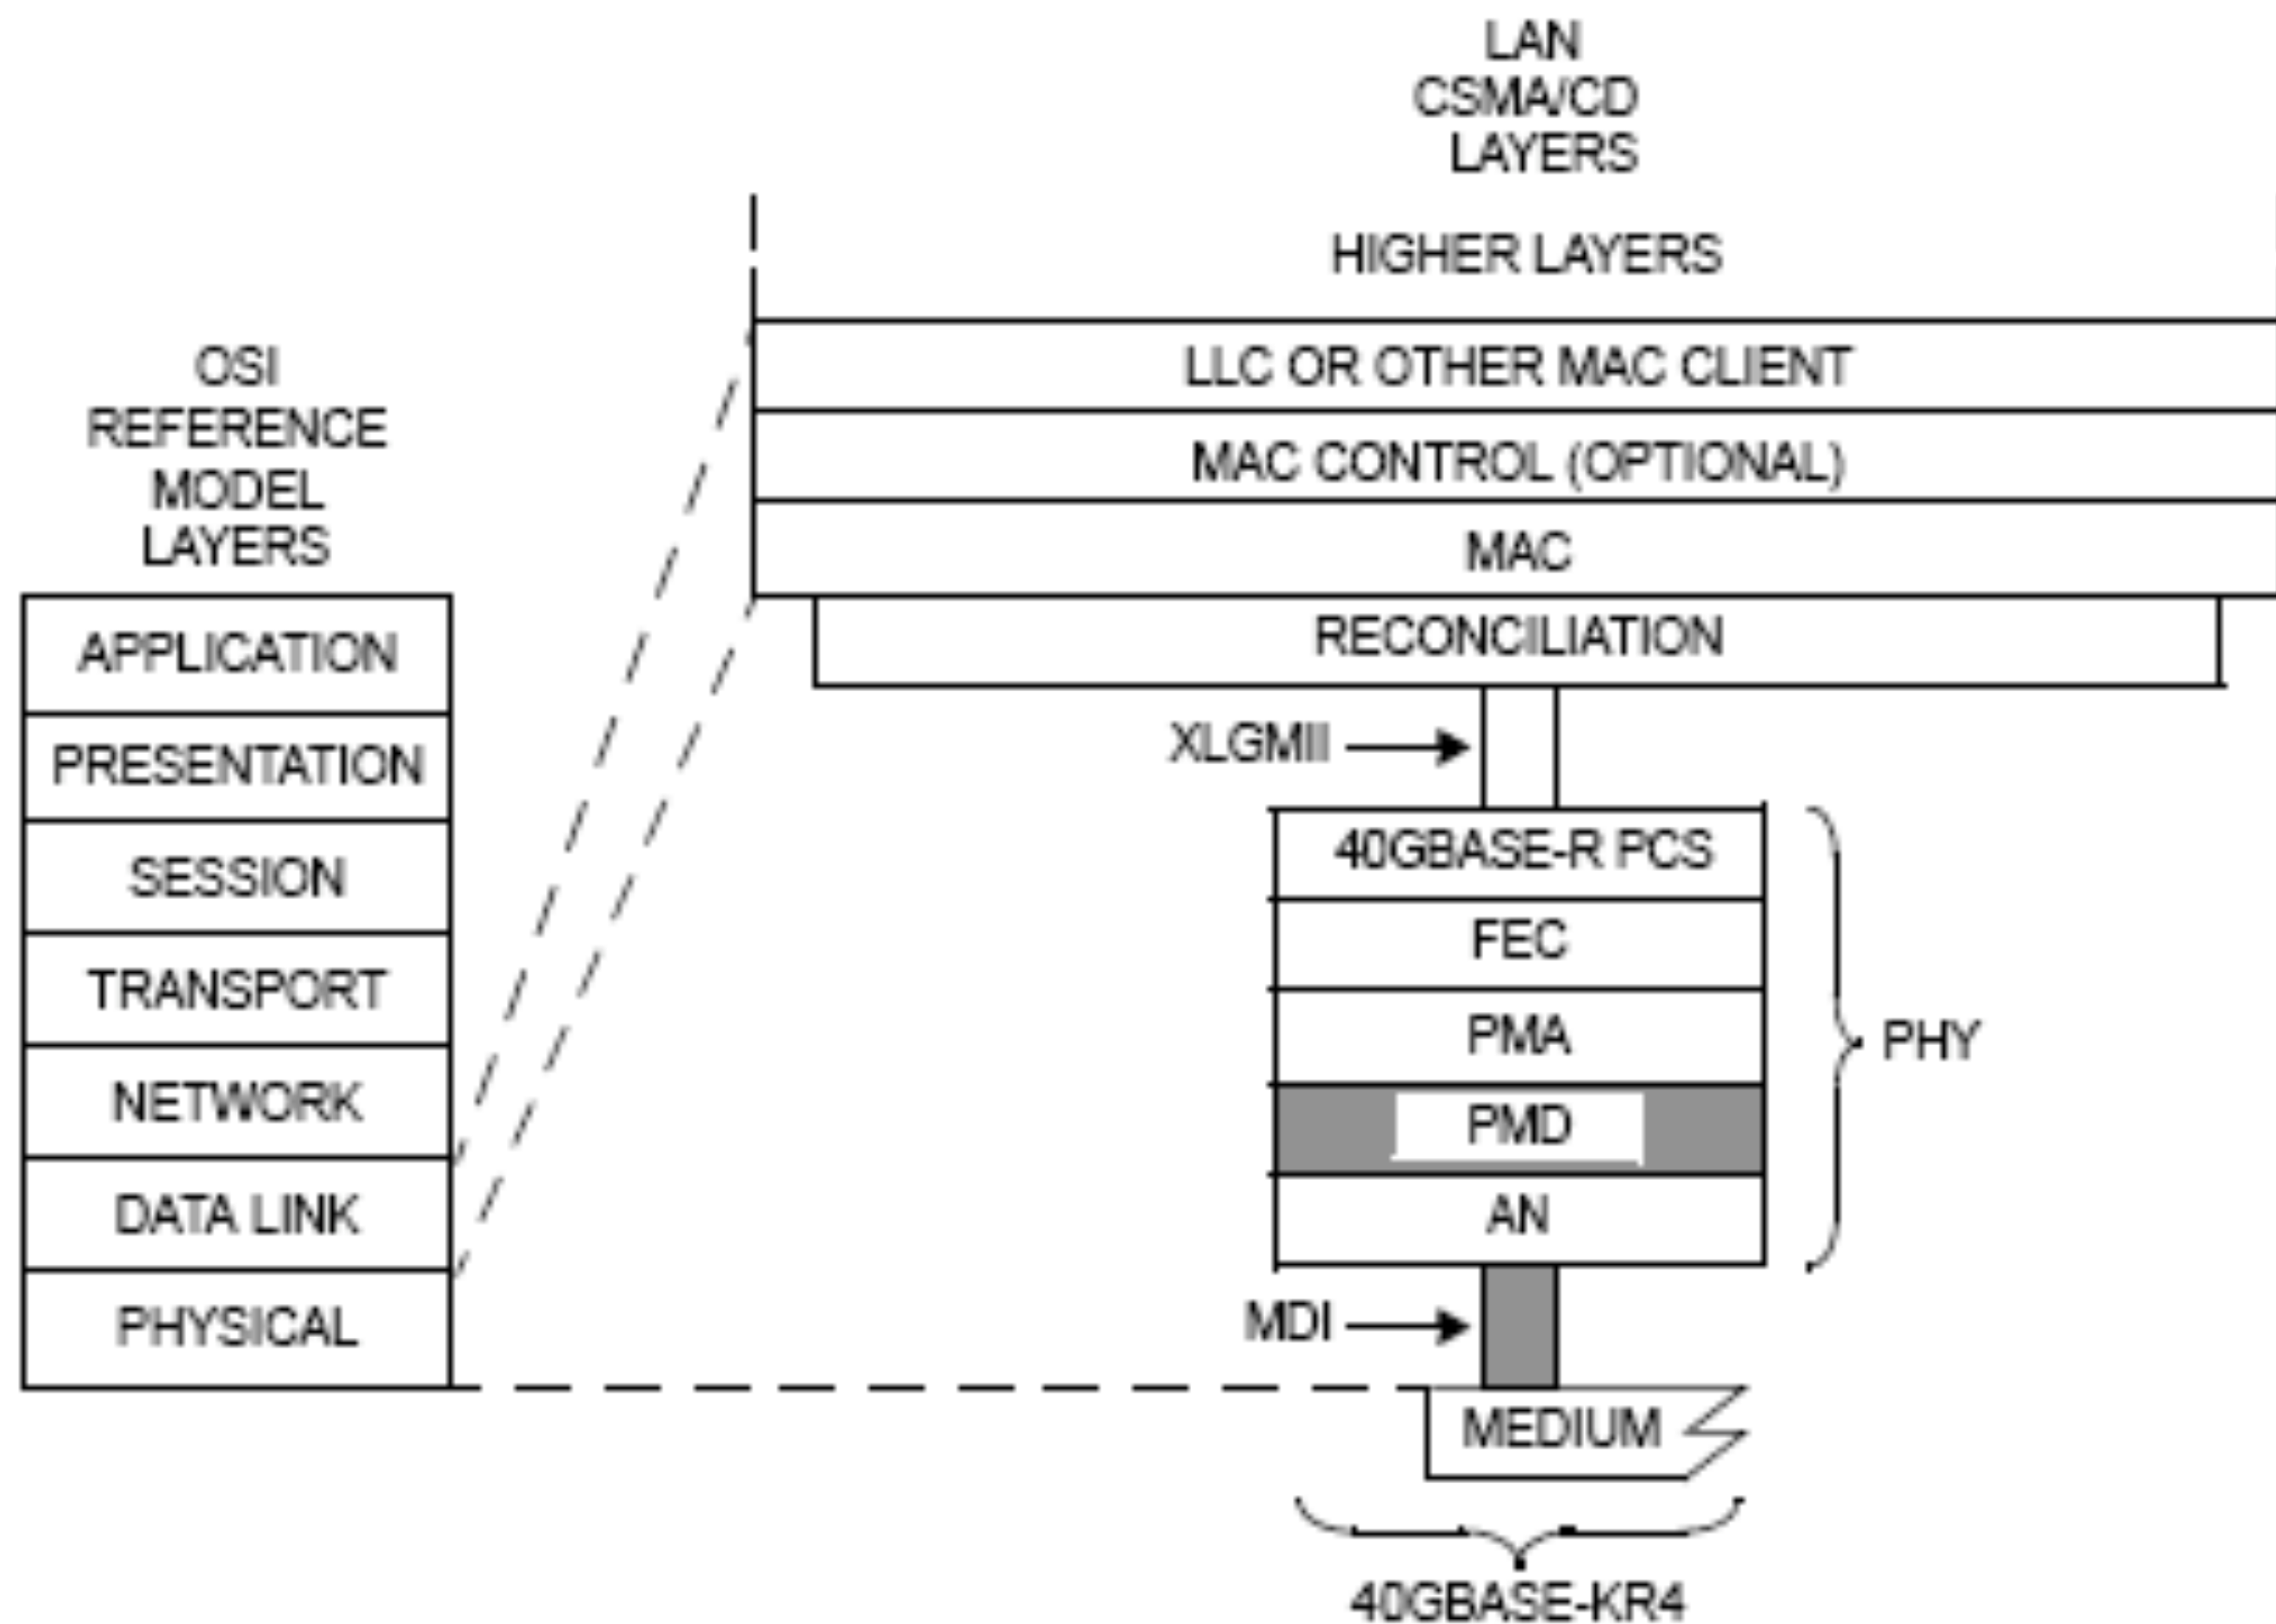 LAN
CSMA/CD
LAYERS
HIGHER LAYERS
LLC OR OTHER MAC CLIENT
MAC CONTROL (OPTIONAL)
MAC
RECONCILIATION
OSI
REFERENCE
MODEL
LAYERS
APPLICATION
PRESENTATION
SESSION
TRANSPORT
NETWORK
DATA LINK
PHYSICAL
XLGMII
40GBASE-R PCS
FEC
PMA
PMD
AN
PHY
MDI
MEDIUM
40GBASE-KR4